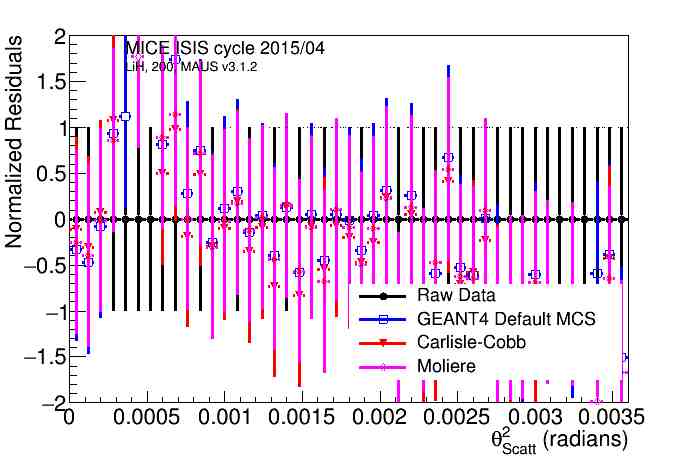 MICE ISIS cycle 2015/04
LiH, 200, MAUS v3.1.2
Normalized Residuals
2
1.5
1
0.5
0
−0.5
−1
−1.5
−2
Raw Data
GEANT4 Default MCS
Carlisle-Cobb
Moliere
0 0.0005 0.001 0.0015 0.002 0.0025 0.003 0.0035
θ²Scatt (radians)